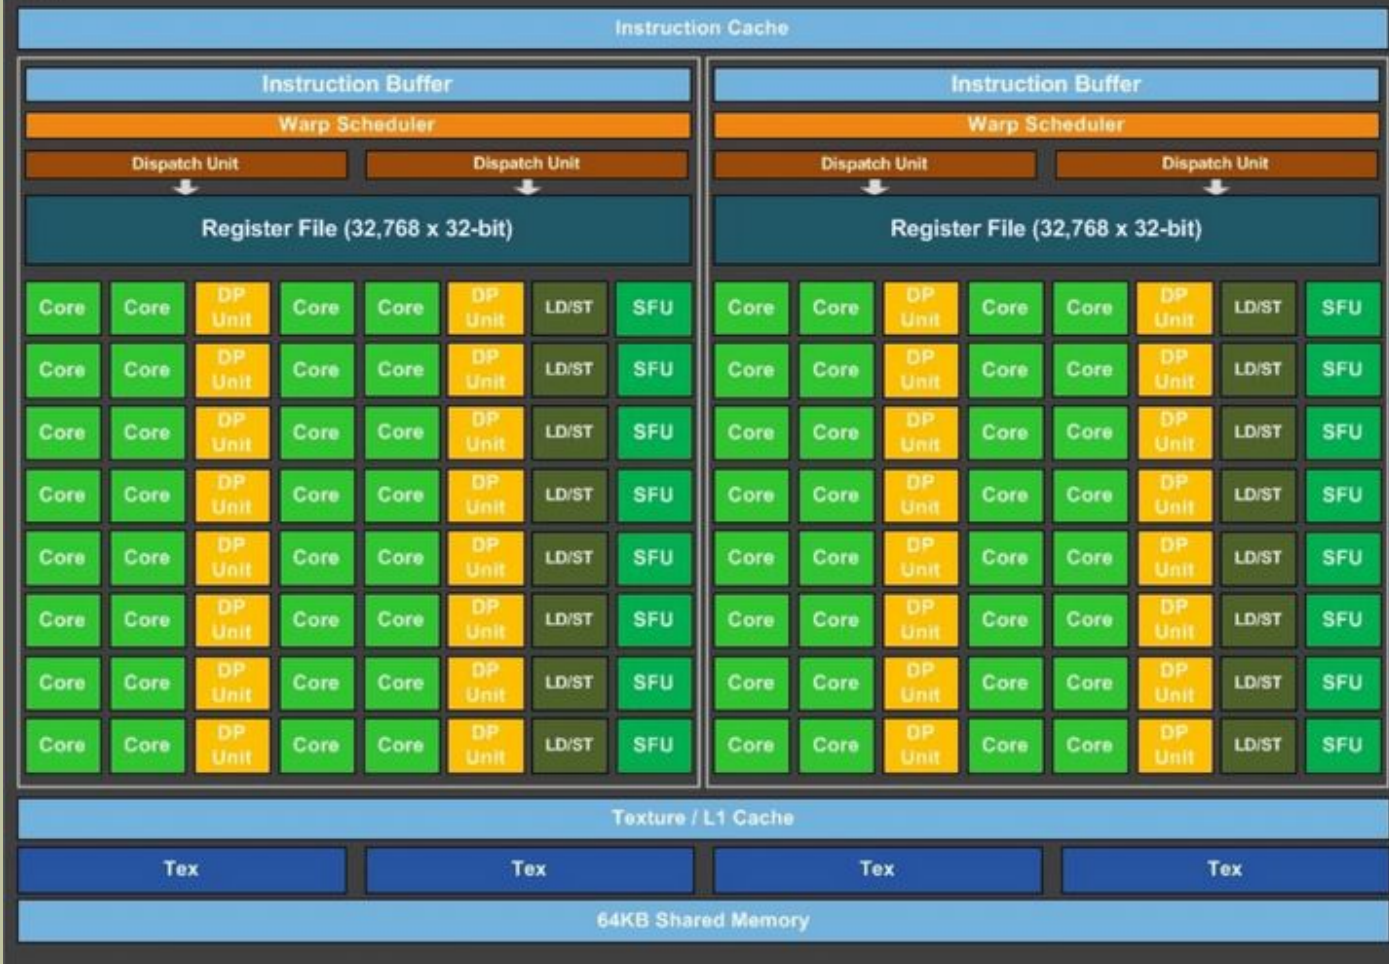 Instruction Cache
Instruction Buffer Instruction Buffer
Warp Scheduler Warp Scheduler
Dispatch Unit Dispatch Unit Dispatch Unit Dispatch Unit
Register File (32,768 x 32-bit) Register File (32,768 x 32-bit)
Core Core DP Unit Core Core DP Unit LD/ST SFU Core Core DP Unit Core Core DP Unit LD/ST SFU
Core Core DP Unit Core Core DP Unit LD/ST SFU Core Core DP Unit Core Core DP Unit LD/ST SFU
Core Core DP Unit Core Core DP Unit LD/ST SFU Core Core DP Unit Core Core DP Unit LD/ST SFU
Core Core DP Unit Core Core DP Unit LD/ST SFU Core Core DP Unit Core Core DP Unit LD/ST SFU
Core Core DP Unit Core Core DP Unit LD/ST SFU Core Core DP Unit Core Core DP Unit LD/ST SFU
Core Core DP Unit Core Core DP Unit LD/ST SFU Core Core DP Unit Core Core DP Unit LD/ST SFU
Core Core DP Unit Core Core DP Unit LD/ST SFU Core Core DP Unit Core Core DP Unit LD/ST SFU
Core Core DP Unit Core Core DP Unit LD/ST SFU Core Core DP Unit Core Core DP Unit LD/ST SFU
Texture / L1 Cache
Tex Tex Tex Tex
64KB Shared Memory